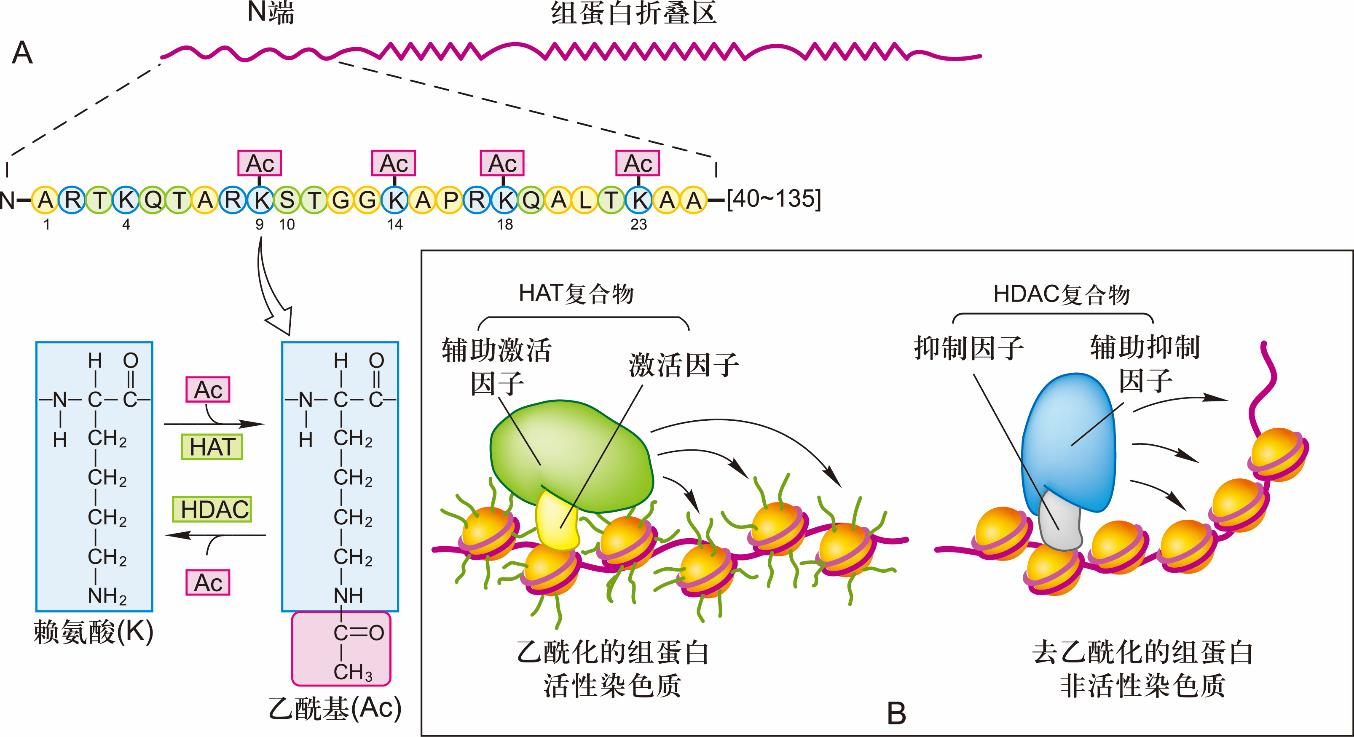 N端
组蛋白折叠区
A
Ac
Ac
Ac
Ac
N ARTKQTARKSTGGKAPRKQALTKAA [40~135]
1 4 9 10 14 18 23
H O
N C C
H CH₂
CH₂
CH₂
CH₂
NH₂
赖氨酸(K)
Ac
HAT
HDAC
Ac
H O
N C C
H CH₂
CH₂
CH₂
CH₂
NH
C=O
CH₃
乙酰基(Ac)
HAT复合物
辅助激活
因子
激活因子
乙酰化的组蛋白
活性染色质
HDAC复合物
抑制因子
辅助抑制
因子
去乙酰化的组蛋白
非活性染色质
B